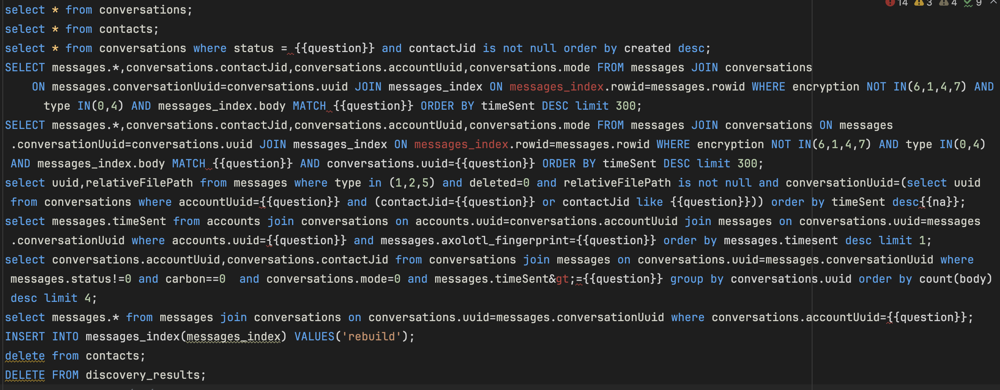 14 3 4 9
select * from conversations;
select * from contacts;
select * from conversations where status = {{question}} and contactJid is not null order by created desc;
SELECT messages.*,conversations.contactJid,conversations.accountUuid,conversations.mode FROM messages JOIN conversations
ON messages.conversationUuid=conversations.uuid JOIN messages_index ON messages_index.rowid=messages.rowid WHERE encryption NOT IN(6,1,4,7) AND
type IN(0,4) AND messages_index.body MATCH {{question}} ORDER BY timeSent DESC limit 300;
SELECT messages.*,conversations.contactJid,conversations.accountUuid,conversations.mode FROM messages JOIN conversations ON messages
.conversationUuid=conversations.uuid JOIN messages_index ON messages_index.rowid=messages.rowid WHERE encryption NOT IN(6,1,4,7) AND type IN(0,4)
AND messages_index.body MATCH {{question}} AND conversations.uuid={{question}} ORDER BY timeSent DESC limit 300;
select uuid,relativeFilePath from messages where type in (1,2,5) and deleted=0 and relativeFilePath is not null and conversationUuid=(select uuid
from conversations where accountUuid={{question}} and (contactJid={{question}} or contactJid like {{question}})) order by timeSent desc{{na}};
select messages.timeSent from accounts join conversations on accounts.uuid=conversations.accountUuid join messages on conversations.uuid=messages
.conversationUuid where accounts.uuid={{question}} and messages.axolotl_fingerprint={{question}} order by messages.timesent desc limit 1;
select conversations.accountUuid,conversations.contactJid from conversations join messages on conversations.uuid=messages.conversationUuid where
messages.status!=0 and carbon==0  and conversations.mode=0 and messages.timeSent&gt;={{question}} group by conversations.uuid order by count(body)
desc limit 4;
select messages.* from messages join conversations on conversations.uuid=messages.conversationUuid where conversations.accountUuid={{question}};
INSERT INTO messages_index(messages_index) VALUES('rebuild');
delete from contacts;
DELETE FROM discovery_results;